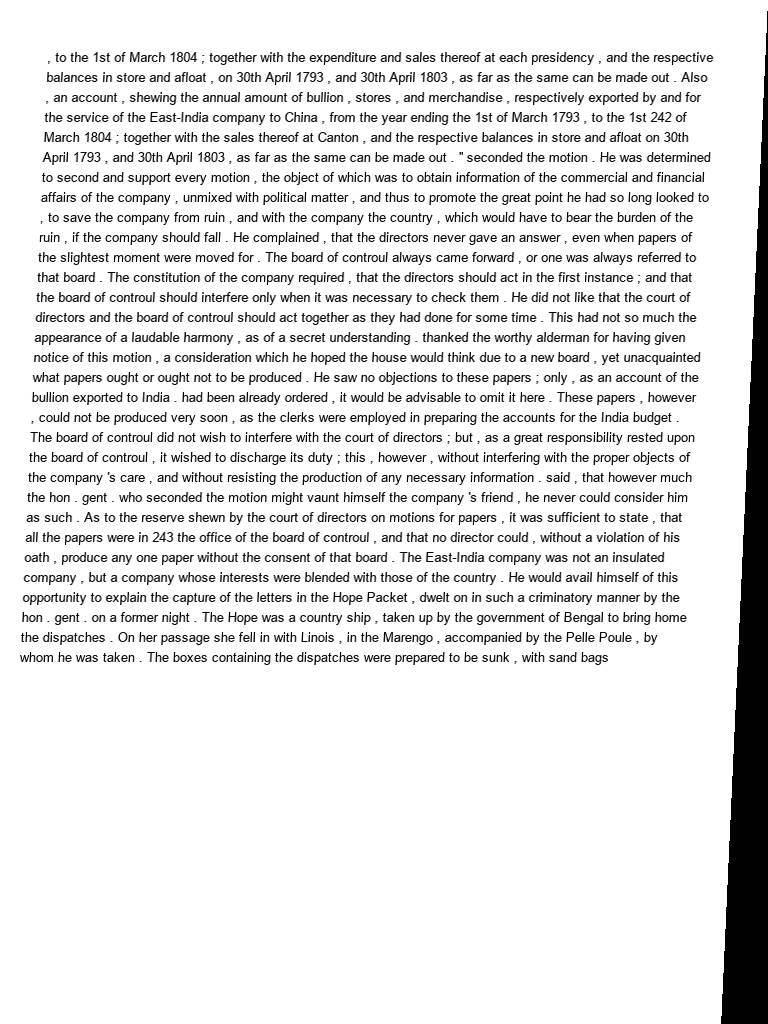 , to the 1st of March 1804 ; together with the expenditure and sales thereof at each presidency , and the respective
balances in store and afloat , on 30th April 1793 , and 30th April 1803 , as far as the same can be made out . Also
, an account , shewing the annual amount of bullion , stores , and merchandise , respectively exported by and for
the service of the East-India company to China , from the year ending the 1st of March 1793 , to the 1st 242 of
March 1804 ; together with the sales thereof at Canton , and the respective balances in store and afloat on 30th
April 1793 , and 30th April 1803 , as far as the same can be made out . " seconded the motion . He was determined
to second and support every motion , the object of which was to obtain information of the commercial and financial
affairs of the company , unmixed with political matter , and thus to promote the great point he had so long looked to
, to save the company from ruin , and with the company the country , which would have to bear the burden of the
ruin , if the company should fall . He complained , that the directors never gave an answer , even when papers of
the slightest moment were moved for . The board of controul always came forward , or one was always referred to
that board . The constitution of the company required , that the directors should act in the first instance ; and that
the board of controul should interfere only when it was necessary to check them . He did not like that the court of
directors and the board of controul should act together as they had done for some time . This had not so much the
appearance of a laudable harmony , as of a secret understanding . thanked the worthy alderman for having given
notice of this motion , a consideration which he hoped the house would think due to a new board , yet unacquainted
what papers ought or ought not to be produced . He saw no objections to these papers ; only , as an account of the
bullion exported to India . had been already ordered , it would be advisable to omit it here . These papers , however
, could not be produced very soon , as the clerks were employed in preparing the accounts for the India budget .
The board of controul did not wish to interfere with the court of directors ; but , as a great responsibility rested upon
the board of controul , it wished to discharge its duty ; this , however , without interfering with the proper objects of
the company 's care , and without resisting the production of any necessary information . said , that however much
the hon . gent . who seconded the motion might vaunt himself the company 's friend , he never could consider him
as such . As to the reserve shewn by the court of directors on motions for papers , it was sufficient to state , that
all the papers were in 243 the office of the board of controul , and that no director could , without a violation of his
oath , produce any one paper without the consent of that board . The East-India company was not an insulated
company , but a company whose interests were blended with those of the country . He would avail himself of this
opportunity to explain the capture of the letters in the Hope Packet , dwelt on in such a criminatory manner by the
hon . gent . on a former night . The Hope was a country ship , taken up by the government of Bengal to bring home
the dispatches . On her passage she fell in with Linois , in the Marengo , accompanied by the Pelle Poule , by
whom he was taken . The boxes containing the dispatches were prepared to be sunk , with sand bags